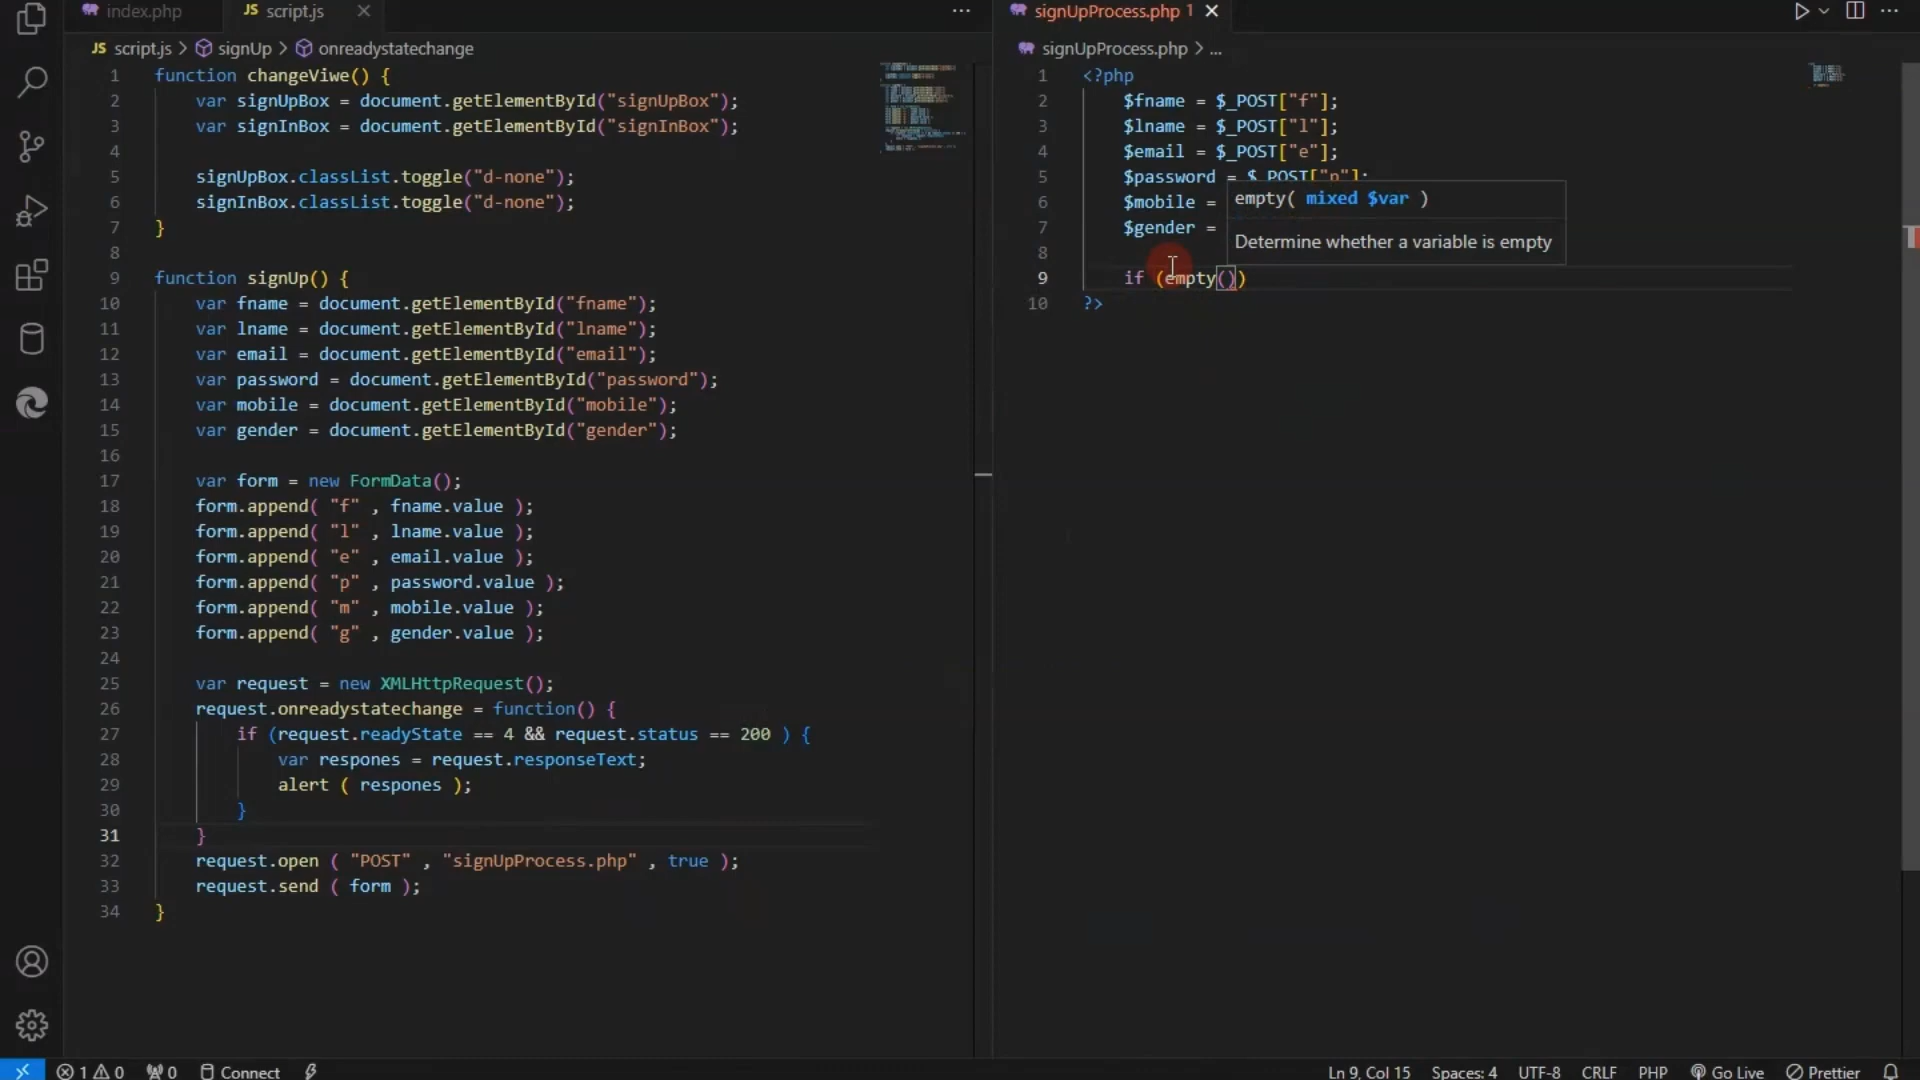 index.php
JS script.js
signUpProcess.php 1
JS script.js > signUp > onreadystatechange
1 function changeViwe() {
2 var signUpBox = document.getElementById("signUpBox");
3 var signInBox = document.getElementById("signInBox");
4
5 signUpBox.classList.toggle("d-none");
6 signInBox.classList.toggle("d-none");
7 }
8
9 function signUp() {
10 var fname = document.getElementById("fname");
11 var lname = document.getElementById("lname");
12 var email = document.getElementById("email");
13 var password = document.getElementById("password");
14 var mobile = document.getElementById("mobile");
15 var gender = document.getElementById("gender");
16
17 var form = new FormData();
18 form.append( "f" , fname.value );
19 form.append( "l" , lname.value );
20 form.append( "e" , email.value );
21 form.append( "p" , password.value );
22 form.append( "m" , mobile.value );
23 form.append( "g" , gender.value );
24
25 var request = new XMLHttpRequest();
26 request.onreadystatechange = function() {
27 if (request.readyState == 4 && request.status == 200 ) {
28 var respones = request.responseText;
29 alert ( respones );
30 }
31 }
32 request.open ( "POST" , "signUpProcess.php" , true );
33 request.send ( form );
34 }
signUpProcess.php > ...
1 <?php
2 $fname = $_POST["f"];
3 $lname = $_POST["l"];
4 $email = $_POST["e"];
5 $password = $_POST["p"];
6 $mobile =
7 $gender =
8
9 if (empty())
10 ?>
empty( mixed $var )
Determine whether a variable is empty
1 0
0
Connect
Ln 9, Col 15
Spaces: 4
UTF-8
CRLF
PHP
Go Live
Prettier